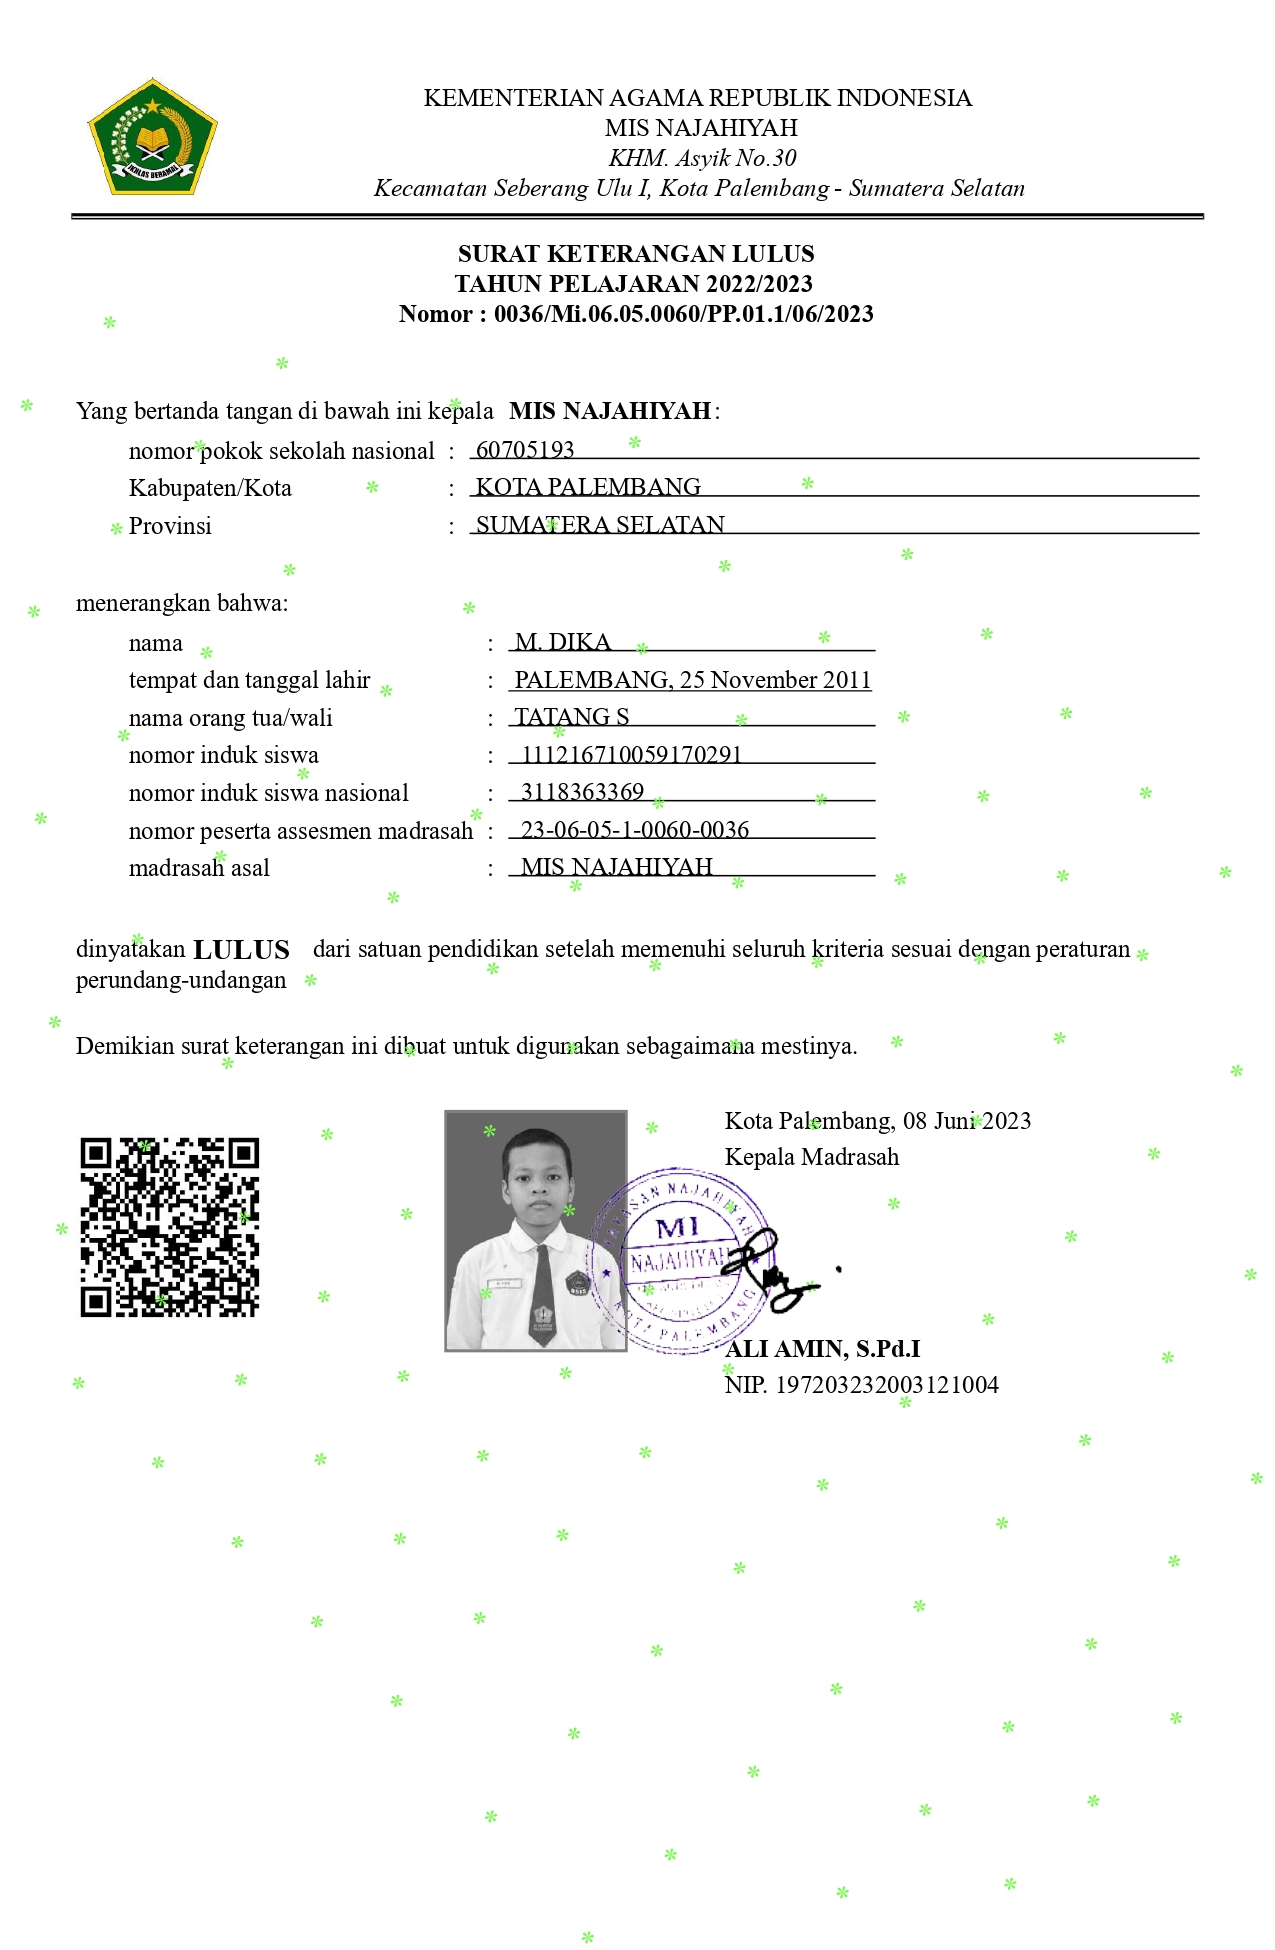 IKHLAS BERAMAL
KEMENTERIAN AGAMA REPUBLIK INDONESIA
MIS NAJAHIYAH
KHM. Asyik No.30
Kecamatan Seberang Ulu I, Kota Palembang - Sumatera Selatan
SURAT KETERANGAN LULUS
TAHUN PELAJARAN 2022/2023
Nomor : 0036/Mi.06.05.0060/PP.01.1/06/2023
Yang bertanda tangan di bawah ini kepala MIS NAJAHIYAH :
nomor pokok sekolah nasional : 60705193
Kabupaten/Kota : KOTA PALEMBANG
Provinsi : SUMATERA SELATAN
menerangkan bahwa:
nama : M. DIKA
tempat dan tanggal lahir : PALEMBANG, 25 November 2011
nama orang tua/wali : TATANG S
nomor induk siswa : 111216710059170291
nomor induk siswa nasional : 3118363369
nomor peserta assesmen madrasah : 23-06-05-1-0060-0036
madrasah asal : MIS NAJAHIYAH
dinyatakan LULUS dari satuan pendidikan setelah memenuhi seluruh kriteria sesuai dengan peraturan
perundang-undangan
Demikian surat keterangan ini dibuat untuk digunakan sebagaimana mestinya.
Kota Palembang, 08 Juni 2023
Kepala Madrasah
YAYASAN NAJAHIYAH
MI
NAJAHIYAH
KOTA PALEMBANG
ALI AMIN, S.Pd.I
NIP. 197203232003121004